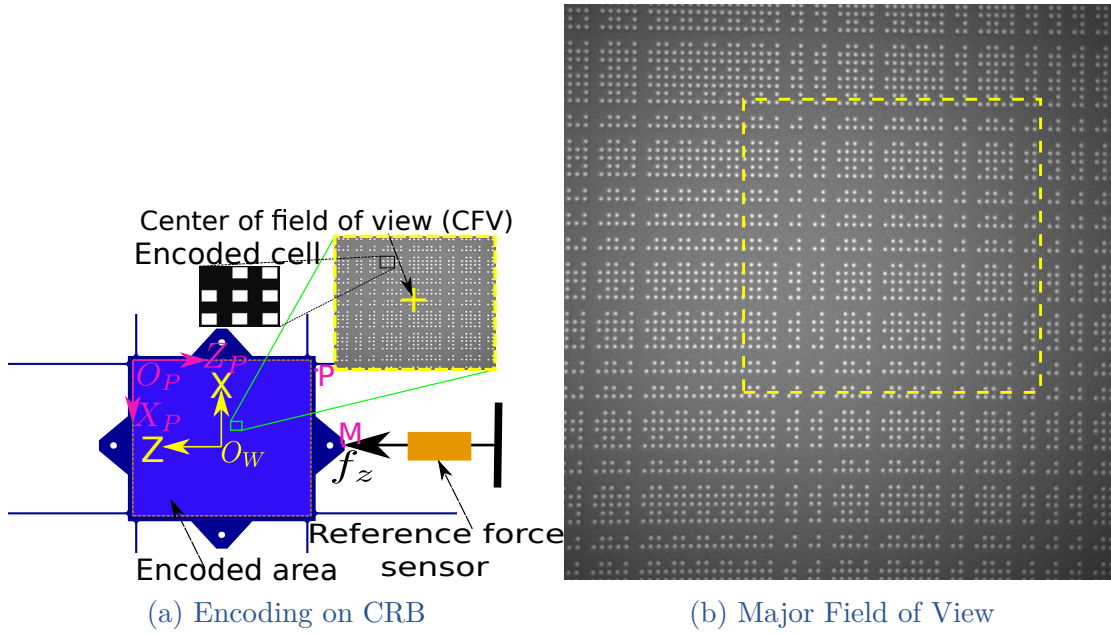 Center of field of view (CFV)
Encoded cell
Z_P
O_P
P
X
X_P
M
Z
O_W
f_z
Reference force
sensor
Encoded area
(a) Encoding on CRB
(b) Major Field of View